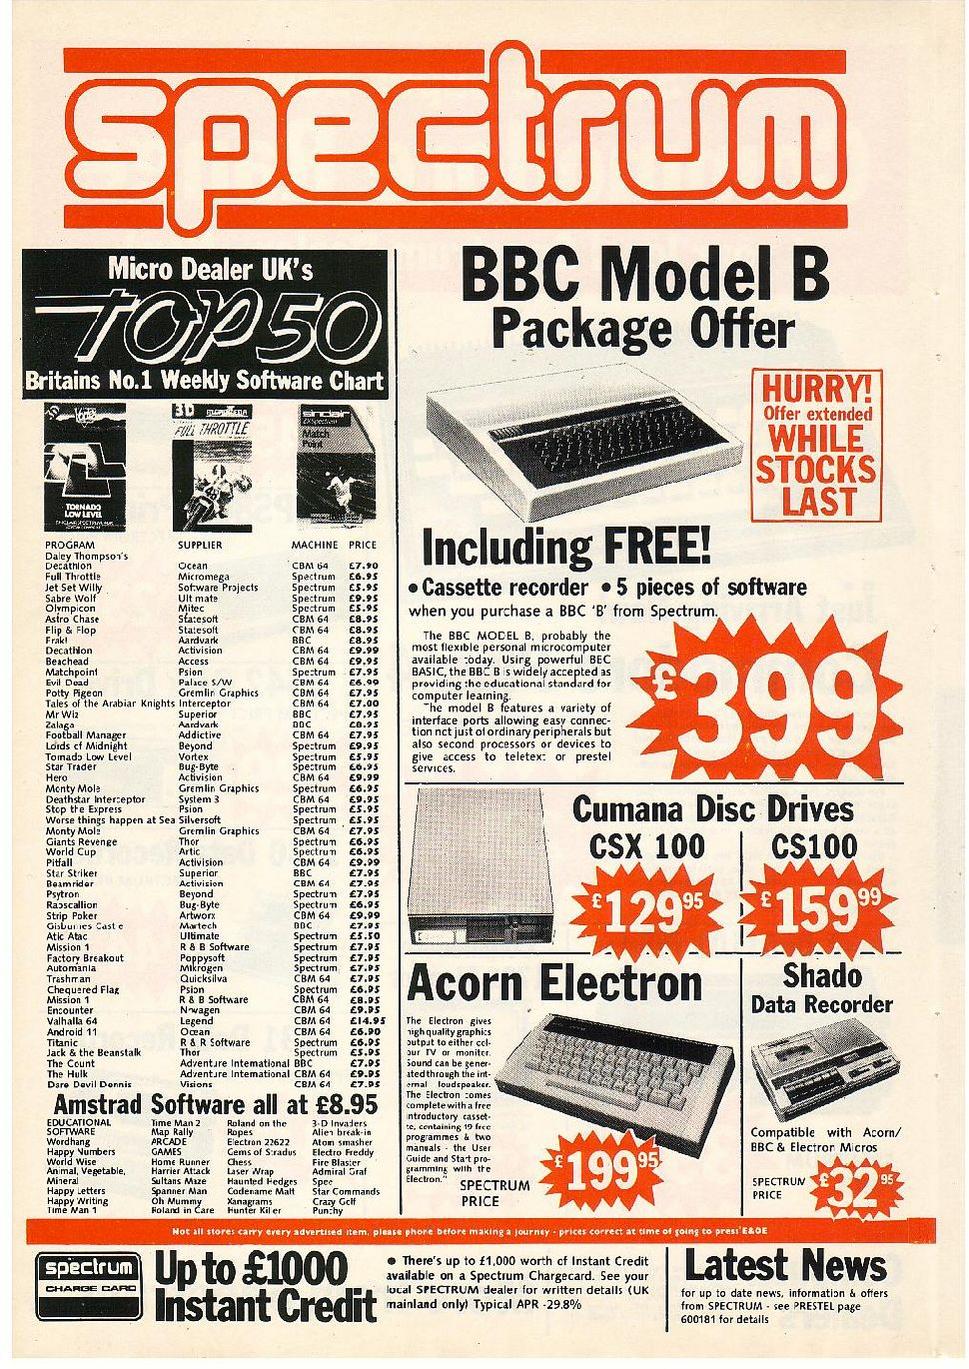 spectrum
Micro Dealer UK's
TOP 50
Britains No.1 Weekly Software Chart
Vortex
TORNADO
LOW LEVEL
3D
FULL THROTTLE
sinclair
ZX Spectrum
Match
Point
PROGRAM SUPPLIER MACHINE PRICE
Daley Thompson's
Decathlon Ocean CBM 64 £7.90
Full Throttle Micromega Spectrum £6.95
Jet Set Willy Software Projects Spectrum £5.95
Sabre Wolf Ultimate Spectrum £9.95
Olympicon Mitec Spectrum £5.95
Astro Chase Statesoft CBM 64 £8.95
Flip & Flop Statesoft CBM 64 £8.95
Frak! Aardvark BBC £8.95
Decathlon Activision CBM 64 £9.99
Beachead Access CBM 64 £9.95
Matchpoint Psion Spectrum £7.95
Evil Dead Palace S/W CBM 64 £6.99
Potty Pigeon Gremlin Graphics CBM 64 £7.95
Tales of the Arabian Knights Interceptor CBM 64 £7.00
Mr Wiz Superior BBC £7.95
Zalaga Aardvark BBC £8.95
Football Manager Addictive CBM 64 £7.95
Lords of Midnight Beyond Spectrum £9.95
Tornado Low Level Vortex Spectrum £5.95
Star Trader Bug-Byte Spectrum £6.95
Hero Activision CBM 64 £9.99
Monty Mole Gremlin Graphics Spectrum £6.95
Deathstar Interceptor System 3 CBM 64 £9.95
Stop the Express Psion Spectrum £5.95
Worse things happen at Sea Silversoft Spectrum £5.95
Monty Mole Gremlin Graphics CBM 64 £7.95
Giants Revenge Thor Spectrum £6.95
World Cup Artic Spectrum £6.95
Pitfall Activision CBM 64 £9.99
Star Striker Superior BBC £7.95
Beamrider Activision CBM 64 £7.95
Psytron Beyond Spectrum £7.95
Rapscallion Bug-Byte Spectrum £6.95
Strip Poker Artworx CBM 64 £9.99
Gisburnes Castle Martech BBC £7.95
Atic Atac Ultimate Spectrum £5.50
Mission 1 R & B Software Spectrum £7.95
Factory Breakout Poppysoft Spectrum £7.95
Automania Mikrogen Spectrum £7.95
Trashman Quicksilva CBM 64 £7.95
Chequered Flag Psion Spectrum £6.95
Mission 1 R & B Software CBM 64 £8.95
Encounter Novagen CBM 64 £9.95
Valhalla 64 Legend CBM 64 £14.95
Android 11 Ocean CBM 64 £6.90
Titanic R & R Software Spectrum £6.95
Jack & the Beanstalk Thor Spectrum £5.95
The Count Adventure International BBC £7.95
The Hulk Adventure International CBM 64 £9.95
Dare Devil Dennis Visions CBM 64 £7.95
Amstrad Software all at £8.95
EDUCATIONAL
SOFTWARE
Wordhang
Happy Numbers
World Wise
Animal, Vegetable,
Mineral
Happy Letters
Happy Writing
Time Man 1
Time Man 2
Map Rally
ARCADE
GAMES
Home Runner
Harrier Attack
Sultans Maze
Spanner Man
Oh Mummy
Roland in Care
Roland on the
Ropes
Electron 22622
Gems of Stradus
Chess
Laser Wrap
Haunted Hedges
Codename Matt
Xanagrams
Hunter Killer
3-D Invaders
Alien break-in
Atom smasher
Electro Freddy
Fire Blaster
Admiral Graf
Spee
Star Commands
Crazy Golf
Punchy
BBC Model B
Package Offer
HURRY!
Offer extended
WHILE
STOCKS
LAST
Including FREE!
• Cassette recorder • 5 pieces of software
when you purchase a BBC 'B' from Spectrum.
The BBC MODEL B, probably the
most flexible personal microcomputer
available today. Using powerful BEC
BASIC, the BBC B is widely accepted as
providing the educational standard for
computer learning.
The model B features a variety of
interface ports allowing easy connec-
tion not just of ordinary peripherals but
also second processors or devices to
give access to teletext or prestel
services.
£399
Cumana Disc Drives
CSX 100 CS100
£129.95 £159.99
Acorn Electron
The Electron gives
high quality graphics
output to either col-
our TV or monitor.
Sound can be gener-
ated through the int-
ernal loudspeaker.
The Electron comes
complete with a free
introductory casset-
te, containing 19 free
programmes & two
manuals - the User
Guide and Start pro-
gramming with the
Electron."
SPECTRUM
PRICE
£199.95
Shado
Data Recorder
Compatible with Acorn/
BBC & Electron Micros
SPECTRUM
PRICE
£32.95
Not all stores carry every advertised item, please phone before making a journey - prices correct at time of going to press E&OE
spectrum
CHARGE CARD
Up to £1000
Instant Credit
• There's up to £1,000 worth of Instant Credit
available on a Spectrum Chargecard. See your
local SPECTRUM dealer for written details (UK
mainland only) Typical APR -29.8%
Latest News
for up to date news, information & offers
from SPECTRUM - see PRESTEL page
600181 for details